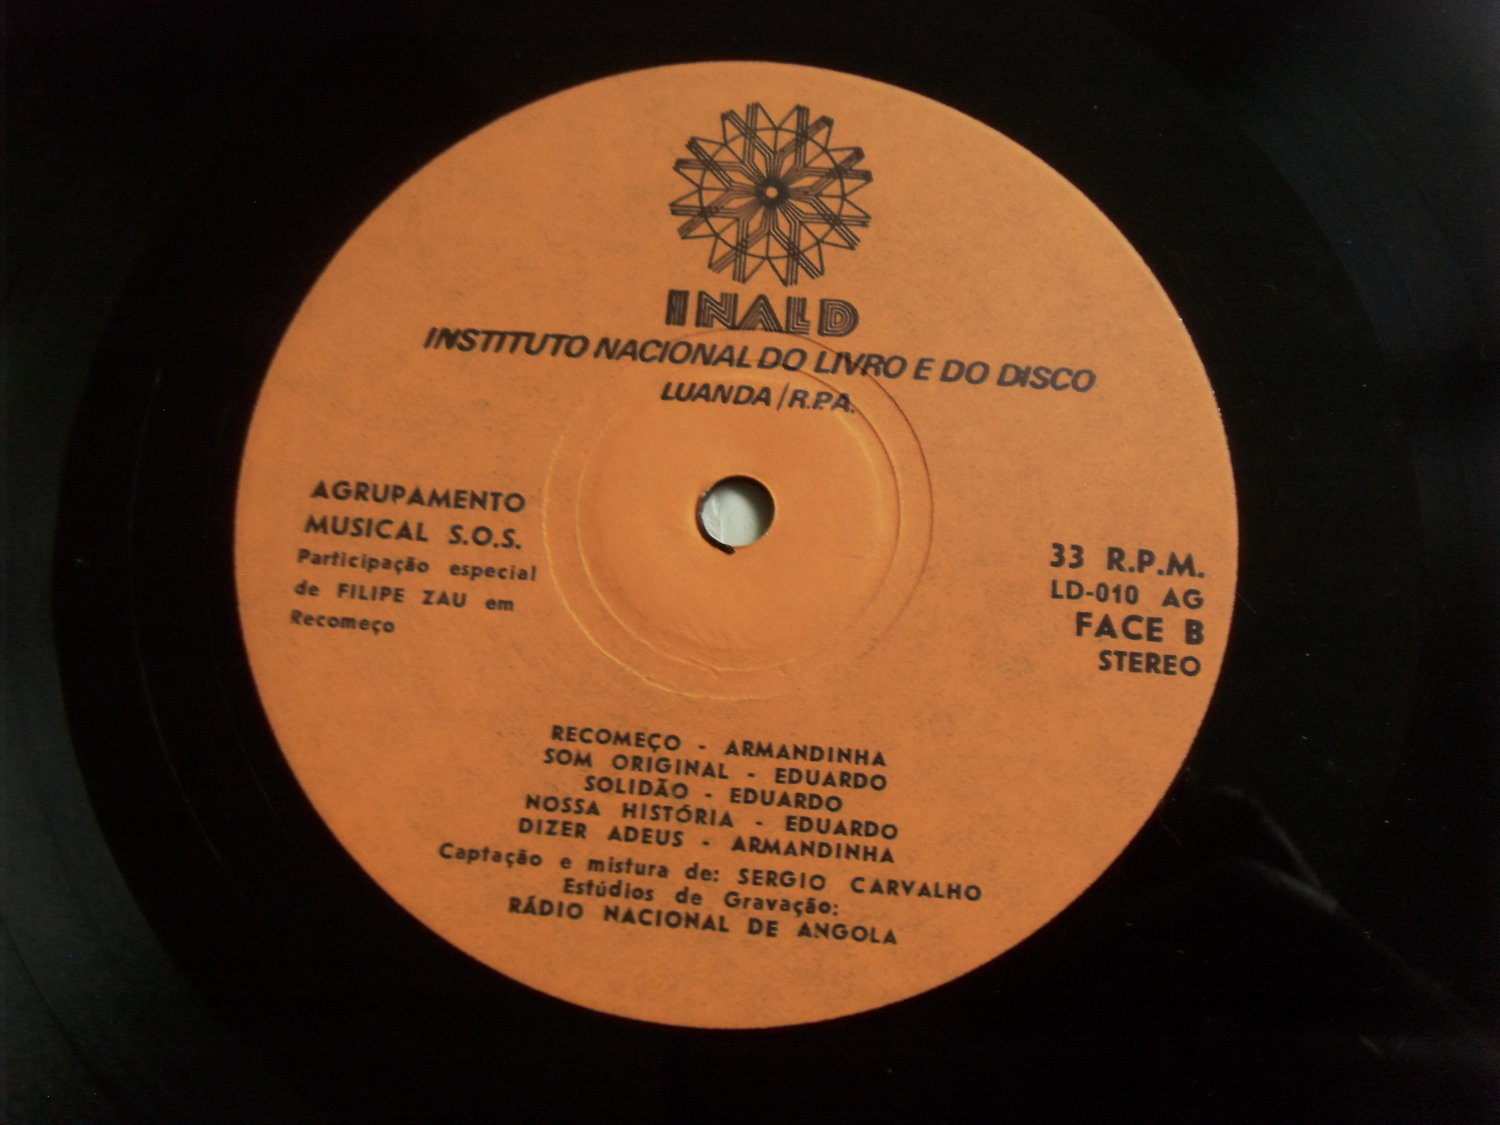 INALD
INSTITUTO NACIONAL DO LIVRO E DO DISCO
LUANDA/R.P.A.
AGRUPAMENTO
MUSICAL S.O.S.
Participação especial
de FILIPE ZAU em
Recomeço
33 R.P.M.
LD-010 AG
FACE B
STEREO
RECOMEÇO - ARMANDINHA
SOM ORIGINAL - EDUARDO
SOLIDÃO - EDUARDO
NOSSA HISTÓRIA - EDUARDO
DIZER ADEUS - ARMANDINHA
Captação e mistura de: SERGIO CARVALHO
Estúdios de Gravação:
RÁDIO NACIONAL DE ANGOLA